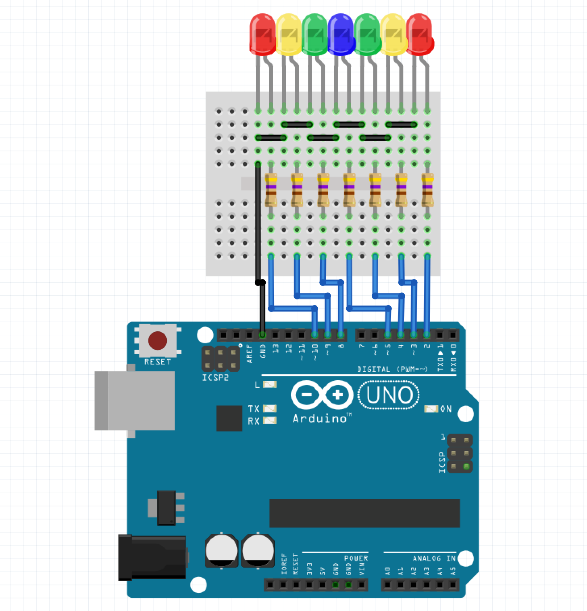 RESET
ICSP2
AREF
GND
13
12
~11
~10
~9
8
7
~6
~5
4
~3
2
TX▶1
RX◀0
DIGITAL (PWM=~)
L
TX
RX
Arduino™
UNO
ON
1
ICSP
POWER
ANALOG IN
IOREF
RESET
3V3
5V
GND
GND
VIN
A0
A1
A2
A3
A4
A5